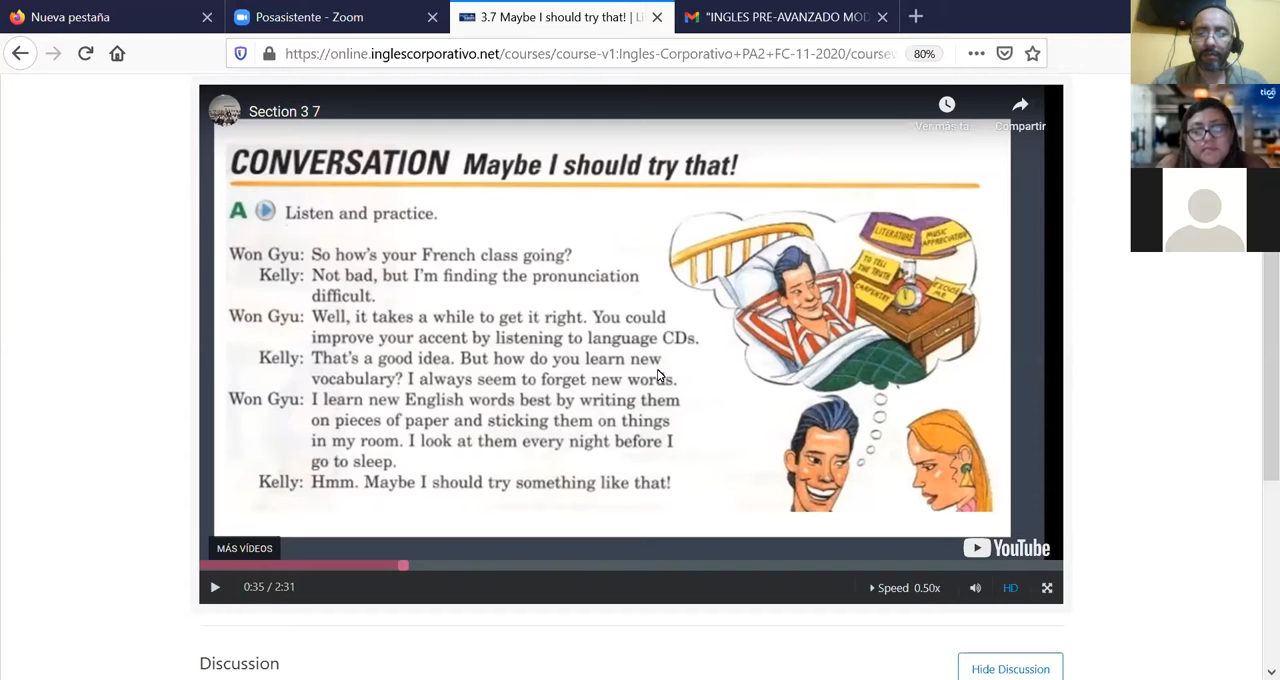 Nueva pestaña
Posasistente - Zoom
3.7 Maybe I should try that! | Li
"INGLES PRE-AVANZADO MOD
https://online.inglescorporativo.net/courses/course-v1:Ingles-Corporativo+PA2+FC-11-2020/coursew
80%
tigo
Section 3 7
Ver más ta...
Compartir
CONVERSATION Maybe I should try that!
A Listen and practice.
Won Gyu: So how's your French class going?
Kelly: Not bad, but I'm finding the pronunciation
difficult.
Won Gyu: Well, it takes a while to get it right. You could
improve your accent by listening to language CDs.
Kelly: That's a good idea. But how do you learn new
vocabulary? I always seem to forget new words.
Won Gyu: I learn new English words best by writing them
on pieces of paper and sticking them on things
in my room. I look at them every night before I
go to sleep.
Kelly: Hmm. Maybe I should try something like that!
LITERATURE
MUSIC
APPRECIATION
TO TELL
THE TRUTH
CARPENTRY
EXCUSE
ME
MÁS VÍDEOS
YouTube
0:35 / 2:31
Speed 0.50x
HD
Discussion
Hide Discussion